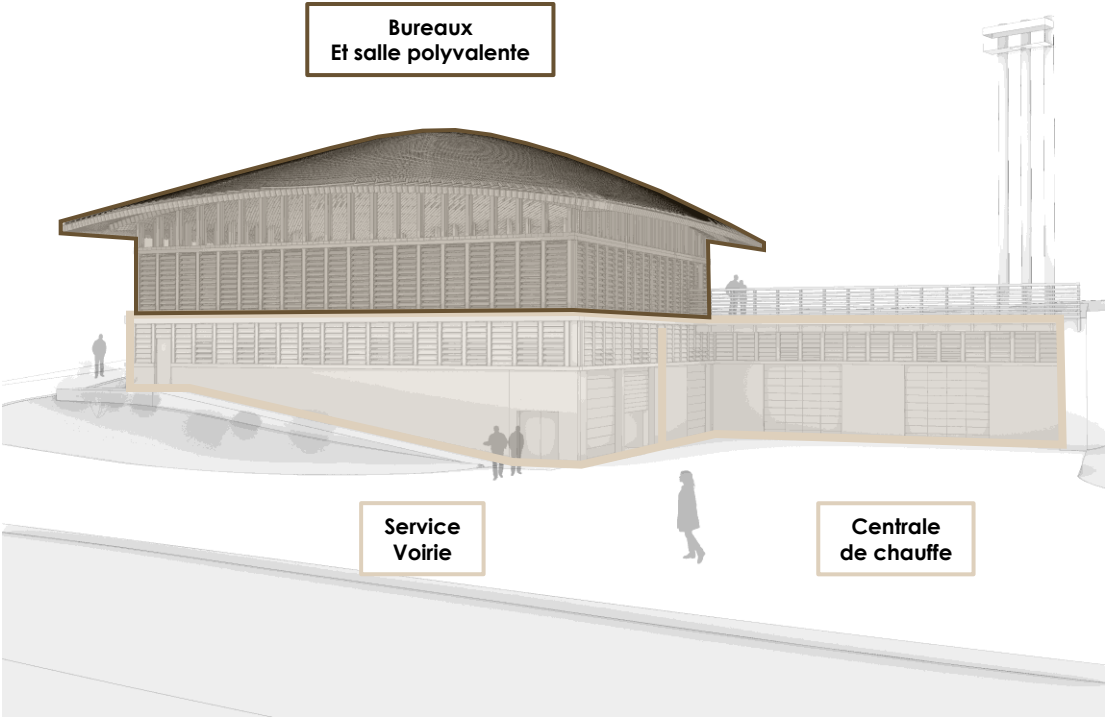 Bureaux
Et salle polyvalente
Service
Voirie
Centrale
de chauffe